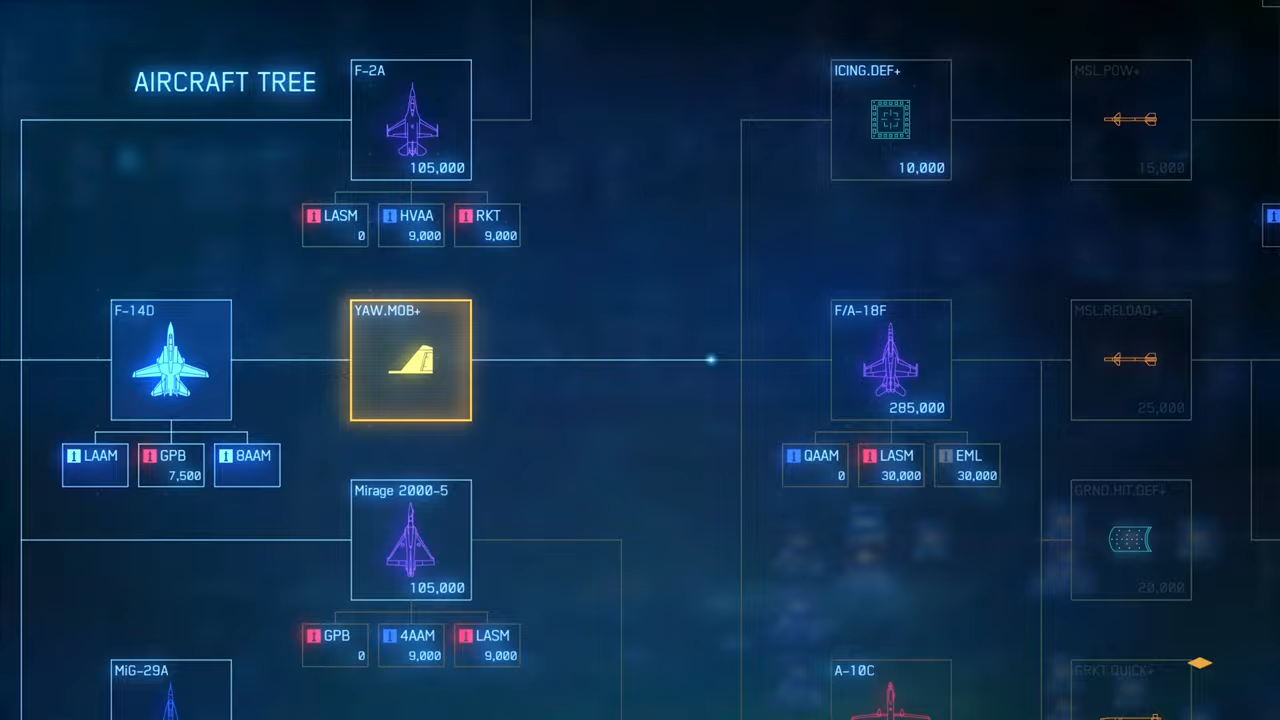 AIRCRAFT TREE
F-2A
105,000
LASM
0
HVAA
9,000
RKT
9,000
ICING.DEF+
10,000
MSL.POW+
15,000
F-14D
LAAM
GPB
7,500
8AAM
YAW.MOB+
F/A-18F
285,000
QAAM
0
LASM
30,000
EML
30,000
MSL.RELOAD+
25,000
Mirage 2000-5
105,000
GPB
0
4AAM
9,000
LASM
9,000
GRND.HIT.DEF+
20,000
MiG-29A
A-10C
GRKT QUICK+